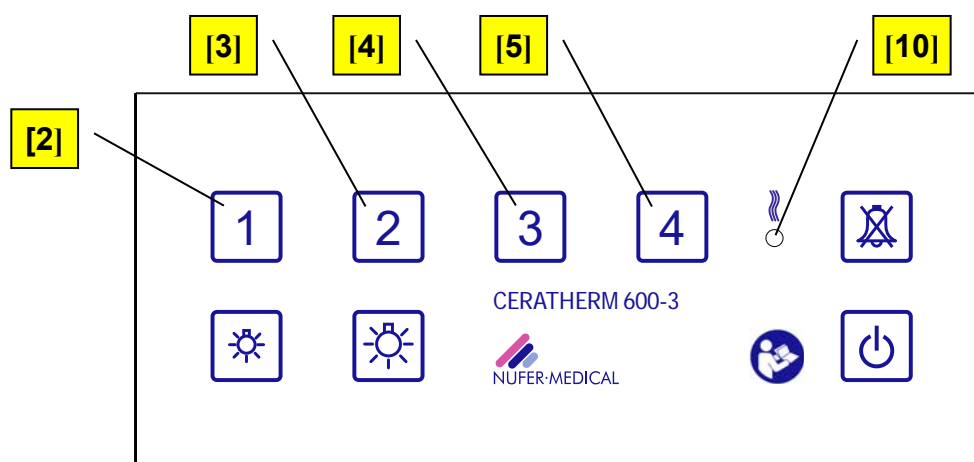 [3] [4] [5] [10]
[2]
1 2 3 4
CERATHERM 600-3
NUFER·MEDICAL